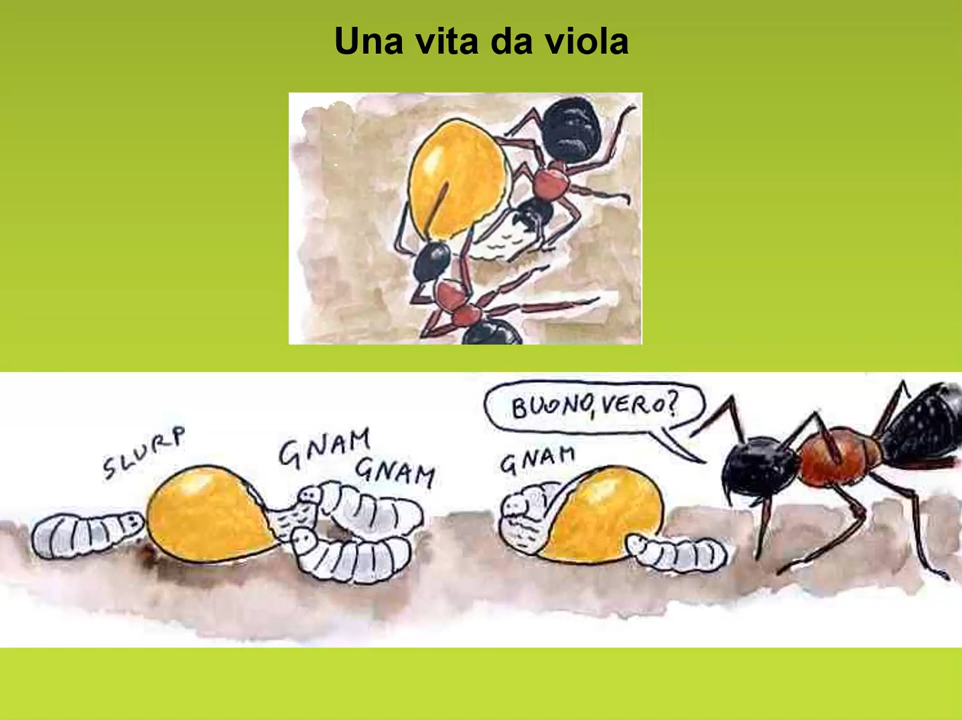 Una vita da viola
SLURP
GNAM
GNAM
GNAM
BUONO, VERO?